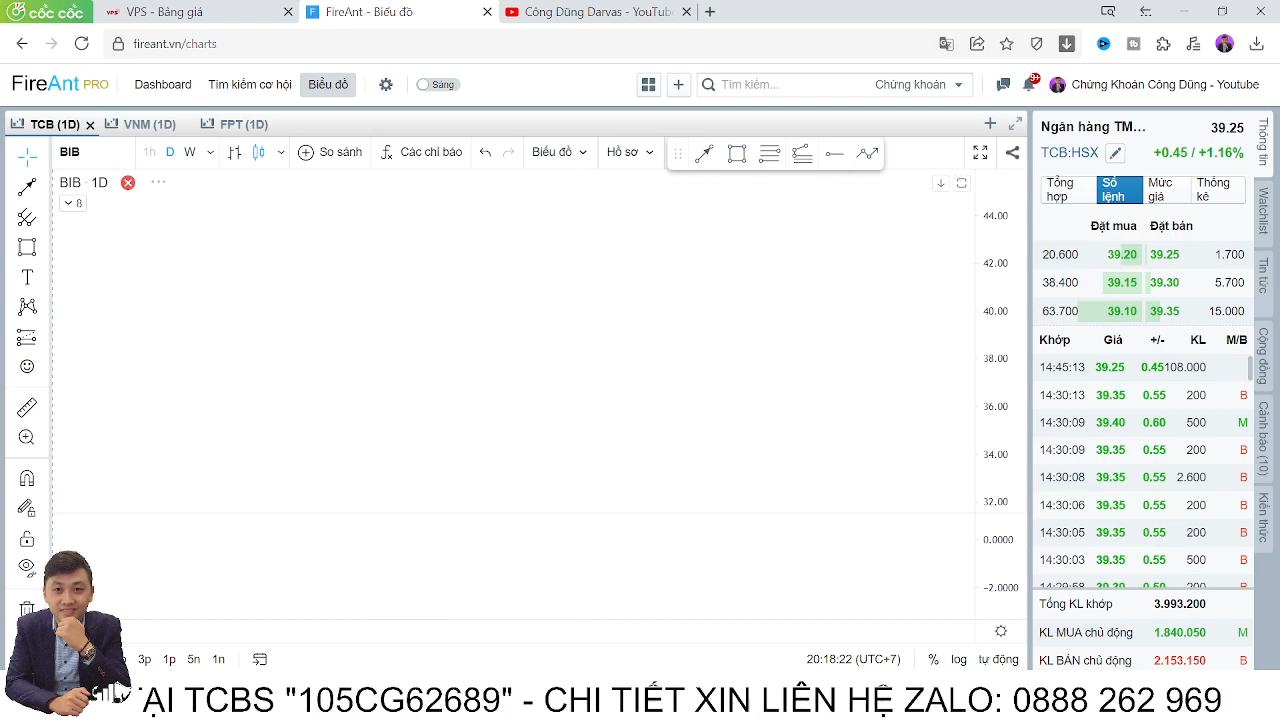 cốc cốc
VPS - Bảng giá
FireAnt - Biểu đồ
Công Dũng Darvas - YouTube
fireant.vn/charts
9+
FireAnt PRO
Dashboard
Tìm kiếm cơ hội
Biểu đồ
Sáng
Tìm kiếm...
Chứng khoán
Chứng Khoán Công Dũng - Youtube
TCB (1D)
VNM (1D)
FPT (1D)
BIB
1h
D
W
So sánh
Các chỉ báo
Biểu đồ
Hồ sơ
BIB · 1D
8
44.00
42.00
40.00
38.00
36.00
34.00
32.00
0.0000
-2.0000
3p 1p 5n 1n
20:18:22 (UTC+7)
% log tự động
Ngân hàng TM... 39.25
TCB:HSX +0.45 / +1.16%
Tổng hợp
Sổ lệnh
Mức giá
Thống kê
Đặt mua Đặt bán
20.600 39.20 39.25 1.700
38.400 39.15 39.30 5.700
63.700 39.10 39.35 15.000
Khớp Giá +/- KL M/B
14:45:13 39.25 0.45 108.000
14:30:13 39.35 0.55 200 B
14:30:09 39.40 0.60 500 M
14:30:09 39.35 0.55 200 B
14:30:08 39.35 0.55 2.600 B
14:30:06 39.35 0.55 200 B
14:30:05 39.35 0.55 200 B
14:30:03 39.35 0.55 500 B
14:29:58 39.30 0.50 200 B
Tổng KL khớp 3.993.200
KL MUA chủ động 1.840.050 M
KL BÁN chủ động 2.153.150 B
Thông tin
Watchlist
Tin tức
Cộng đồng
Cảnh báo (10)
Kiến thức
ẠI TCBS "105CG62689" - CHI TIẾT XIN LIÊN HỆ ZALO: 0888 262 969